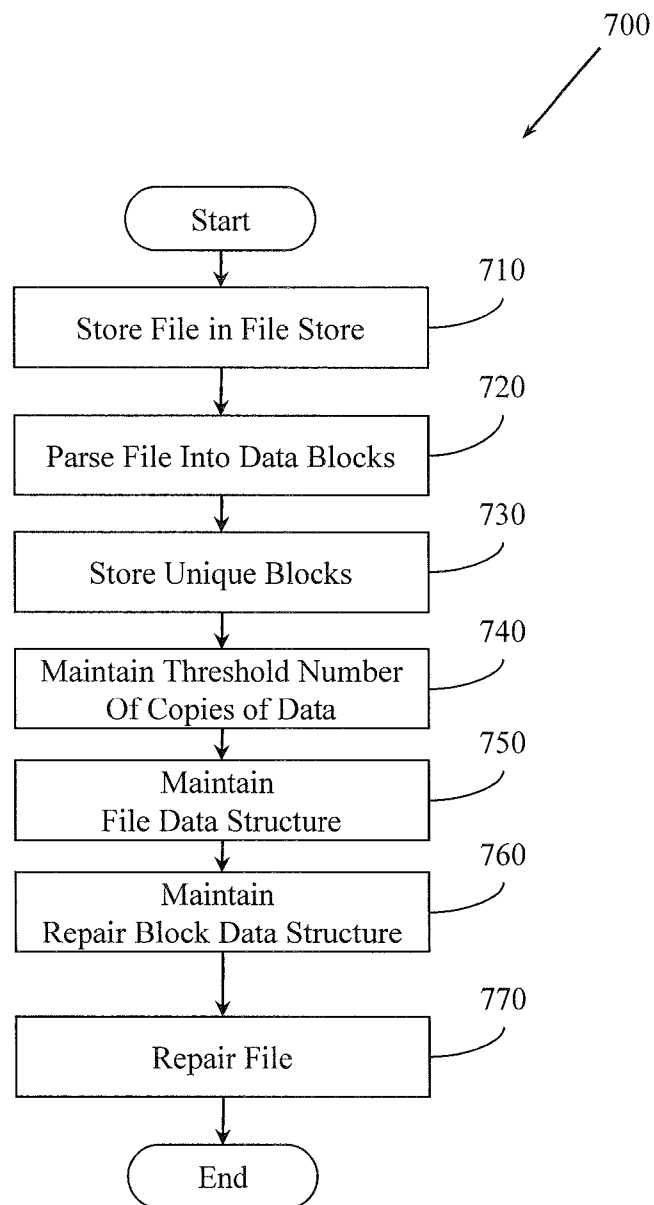 700
Start
710
Store File in File Store
720
Parse File Into Data Blocks
730
Store Unique Blocks
740
Maintain Threshold Number
Of Copies of Data
750
Maintain
File Data Structure
760
Maintain
Repair Block Data Structure
770
Repair File
End